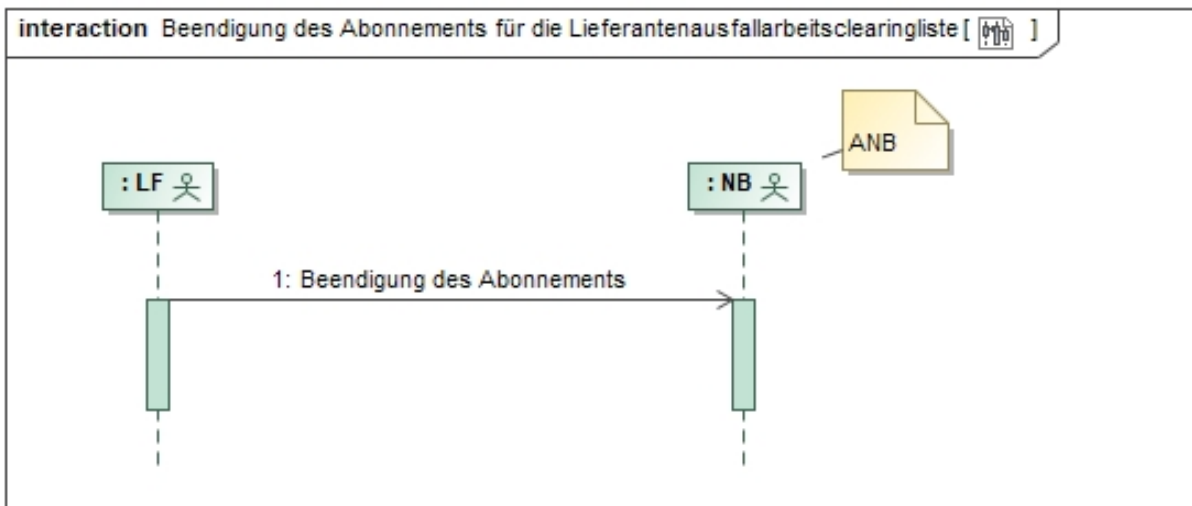 interaction Beendigung des Abonnements für die Lieferantenausfallarbeitsclearingliste [ ]
ANB
: LF
: NB
1: Beendigung des Abonnements